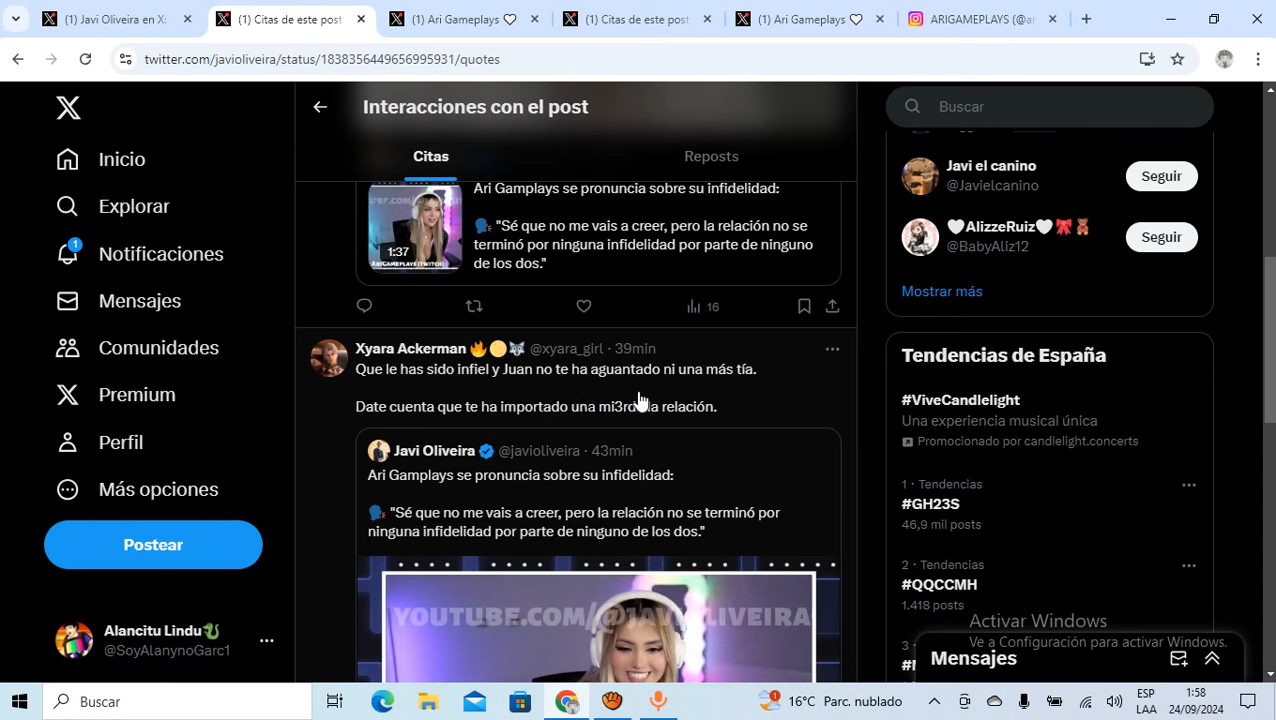 (1) Javi Oliveira en X:
(1) Citas de este post
(1) Ari Gameplays
(1) Citas de este post
(1) Ari Gameplays
ARIGAMEPLAYS (@ar
twitter.com/javioliveira/status/1838356449656995931/quotes
Inicio
Explorar
1
Notificaciones
Mensajes
Comunidades
Premium
Perfil
Más opciones
Postear
Alancitu Lindu
@SoyAlanynoGarc1
Interacciones con el post
Citas
Reposts
Ari Gamplays se pronuncia sobre su infidelidad:
"Sé que no me vais a creer, pero la relación no se
terminó por ninguna infidelidad por parte de ninguno
de los dos."
1:37
ARIGAMEPLAYS (TWITCH)
16
Xyara Ackerman @xyara_girl · 39min
Que le has sido infiel y Juan no te ha aguantado ni una más tía.
Date cuenta que te ha importado una mi3rd la relación.
Javi Oliveira @javioliveira · 43min
Ari Gamplays se pronuncia sobre su infidelidad:
"Sé que no me vais a creer, pero la relación no se terminó por
ninguna infidelidad por parte de ninguno de los dos."
YOUTUBE.COM/@JAVIOLIVEIRA
Buscar
Javi el canino
@Javielcanino
Seguir
AlizzeRuiz
@BabyAliz12
Seguir
Mostrar más
Tendencias de España
#ViveCandlelight
Una experiencia musical única
Promocionado por candlelight.concerts
1 · Tendencias
#GH23S
46,9 mil posts
2 · Tendencias
#QQCCMH
1.418 posts
Activar Windows
Ve a Configuración para activar Windows.
Mensajes
Buscar
16°C Parc. nublado
ESP
LAA
1:58
24/09/2024